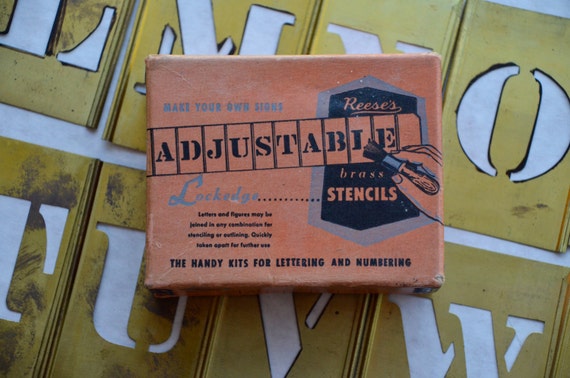 MAKE YOUR OWN SIGNS
Reese's
ADJUSTABLE
Lockedge............
brass
STENCILS
Letters and figures may be
joined in any combination for
stenciling or outlining. Quickly
taken apart for further use
THE HANDY KITS FOR LETTERING AND NUMBERING